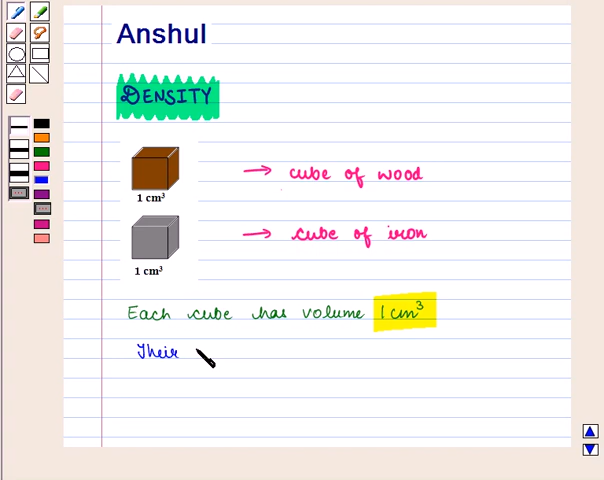 Anshul
DENSITY
→ cube of wood
1 cm³
→ cube of iron
1 cm³
Each cube has volume 1 cm³
Their